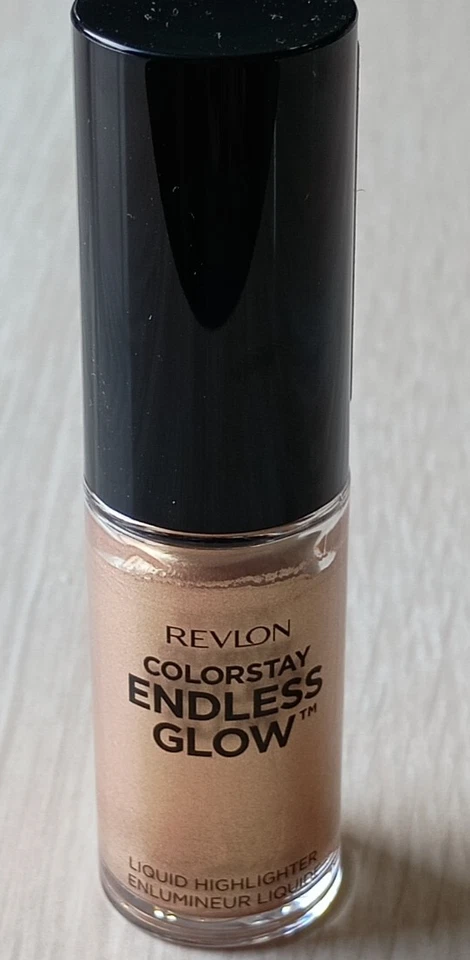 REVLON
COLORSTAY
ENDLESS
GLOW™
LIQUID HIGHLIGHTER
ENLUMINEUR LIQUIDE